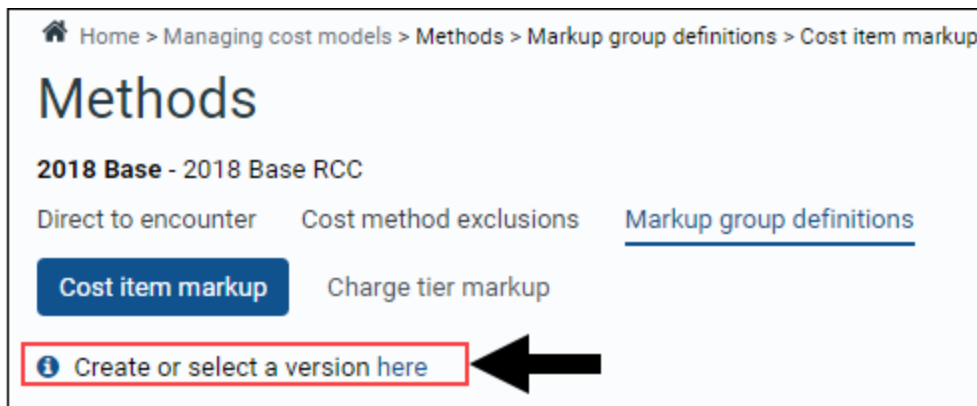 Home > Managing cost models > Methods > Markup group definitions > Cost item markup
Methods
2018 Base - 2018 Base RCC
Direct to encounter Cost method exclusions Markup group definitions
Cost item markup Charge tier markup
Create or select a version here